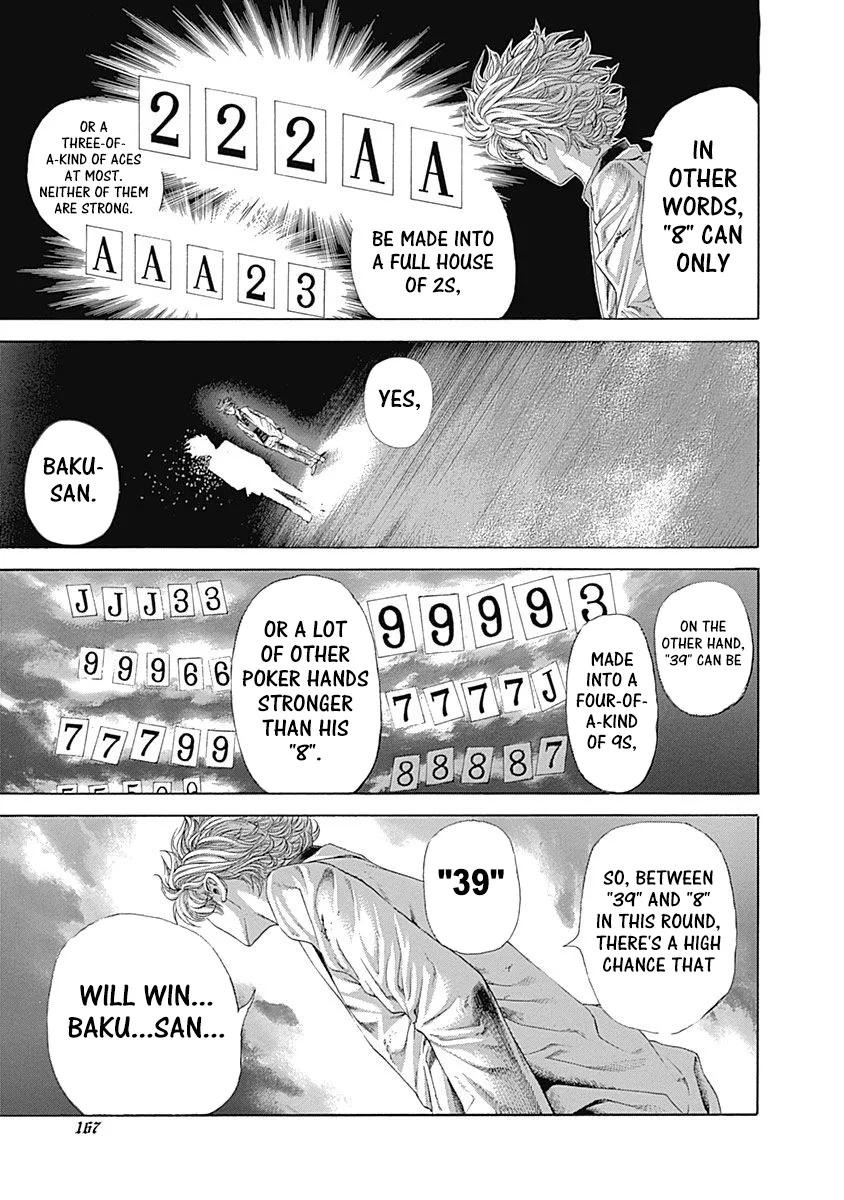 IN
OTHER
WORDS,
"8" CAN
ONLY
2 2 2 A A
BE MADE INTO
A FULL HOUSE
OF 2S,
OR A
THREE-OF-
A-KIND OF ACES
AT MOST.
NEITHER OF THEM
ARE STRONG.
A A A 2 3
YES,
BAKU-
SAN.
ON THE
OTHER HAND,
"39" CAN BE
MADE
INTO A
FOUR-OF-
A-KIND
OF 9S,
9 9 9 9 3
7 7 7 7 J
8 8 8 8 7
OR A LOT
OF OTHER
POKER HANDS
STRONGER
THAN HIS
"8".
J J J 3 3
9 9 9 6 6
7 7 7 9 9
SO, BETWEEN
"39" AND "8"
IN THIS ROUND,
THERE'S A HIGH
CHANCE THAT
"39"
WILL WIN...
BAKU...SAN...
167